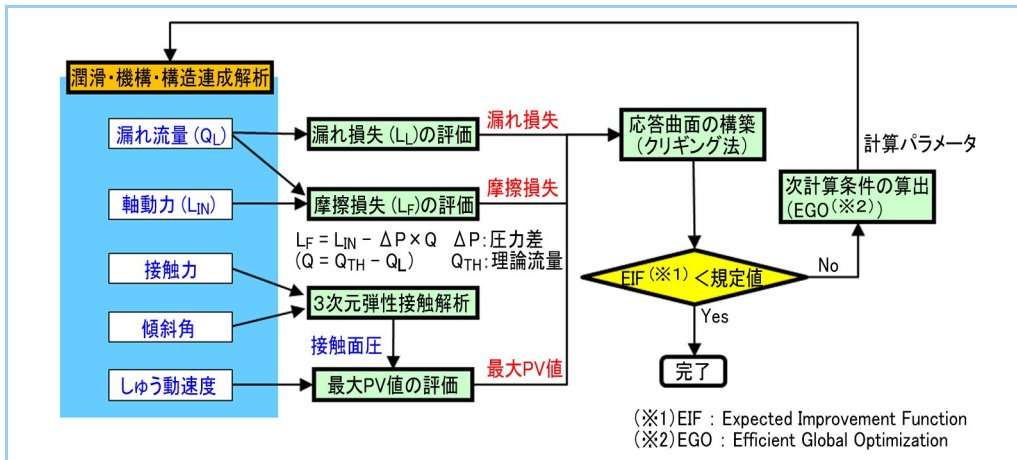 潤滑・機構・構造連成解析
漏れ流量(QL)
軸動力(LIN)
接触力
傾斜角
しゅう動速度
漏れ損失(LL)の評価
漏れ損失
摩擦損失(LF)の評価
摩擦損失
LF = LIN − ΔP×Q ΔP:圧力差
(Q = QTH − QL) QTH:理論流量
3次元弾性接触解析
接触面圧
最大PV値の評価
最大PV値
応答曲面の構築
(クリギング法)
EIF(※1)<規定値
No
Yes
完了
次計算条件の算出
(EGO(※2))
計算パラメータ
(※1)EIF : Expected Improvement Function
(※2)EGO : Efficient Global Optimization